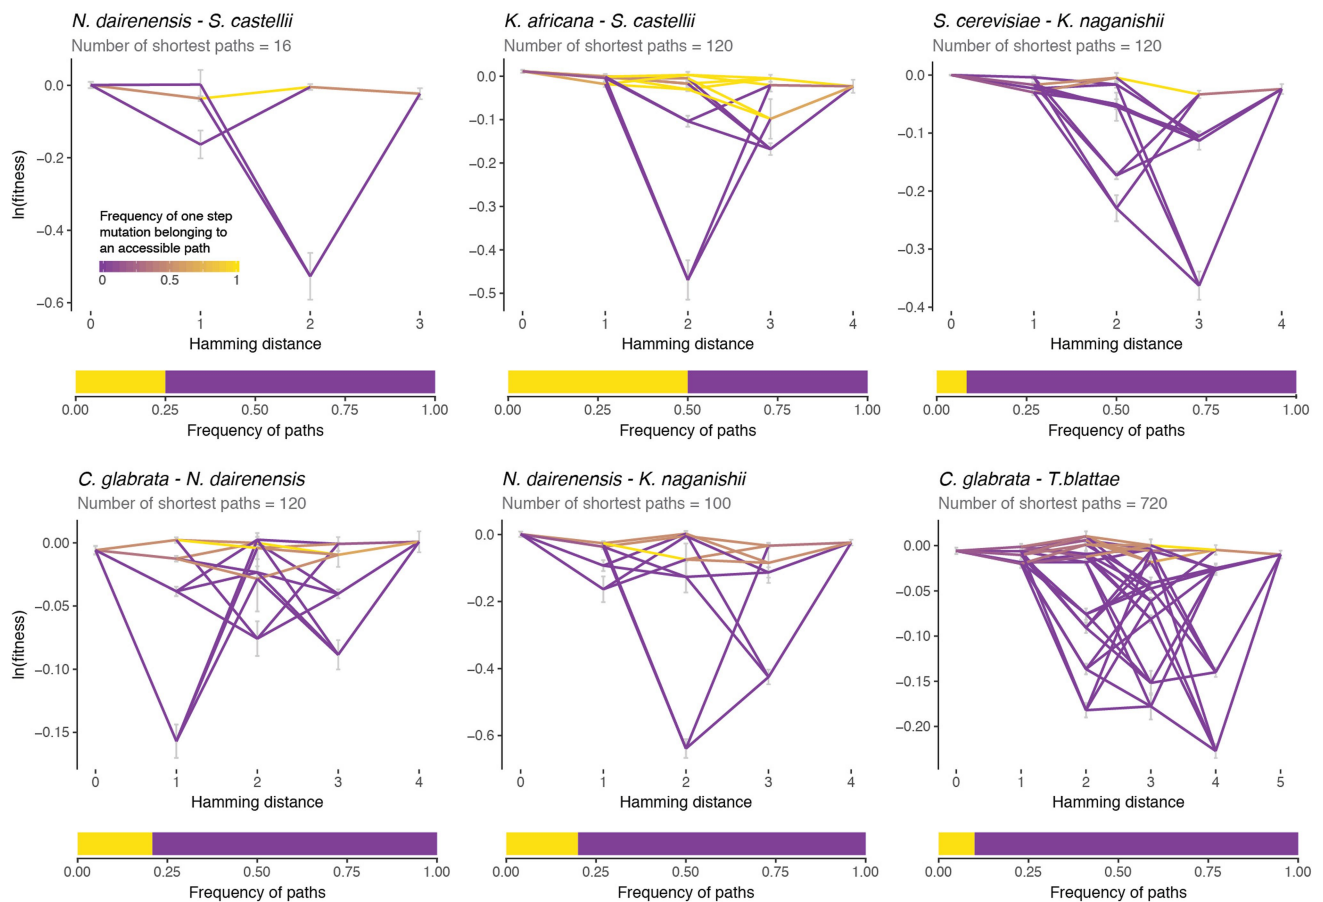 N. dairenensis - S. castellii
Number of shortest paths = 16
ln(fitness)
0.0
−0.2
−0.4
−0.6
Frequency of one step
mutation belonging to
an accessible path
0 0.5 1
0 1 2 3
Hamming distance
0.00 0.25 0.50 0.75 1.00
Frequency of paths
K. africana - S. castellii
Number of shortest paths = 120
0.0
−0.1
−0.2
−0.3
−0.4
−0.5
0 1 2 3 4
Hamming distance
0.00 0.25 0.50 0.75 1.00
Frequency of paths
S. cerevisiae - K. naganishii
Number of shortest paths = 120
0.0
−0.1
−0.2
−0.3
−0.4
0 1 2 3 4
Hamming distance
0.00 0.25 0.50 0.75 1.00
Frequency of paths
C. glabrata - N. dairenensis
Number of shortest paths = 120
ln(fitness)
0.00
−0.05
−0.10
−0.15
0 1 2 3 4
Hamming distance
0.00 0.25 0.50 0.75 1.00
Frequency of paths
N. dairenensis - K. naganishii
Number of shortest paths = 100
0.0
−0.2
−0.4
−0.6
0 1 2 3 4
Hamming distance
0.00 0.25 0.50 0.75 1.00
Frequency of paths
C. glabrata - T.blattae
Number of shortest paths = 720
0.00
−0.05
−0.10
−0.15
−0.20
0 1 2 3 4 5
Hamming distance
0.00 0.25 0.50 0.75 1.00
Frequency of paths